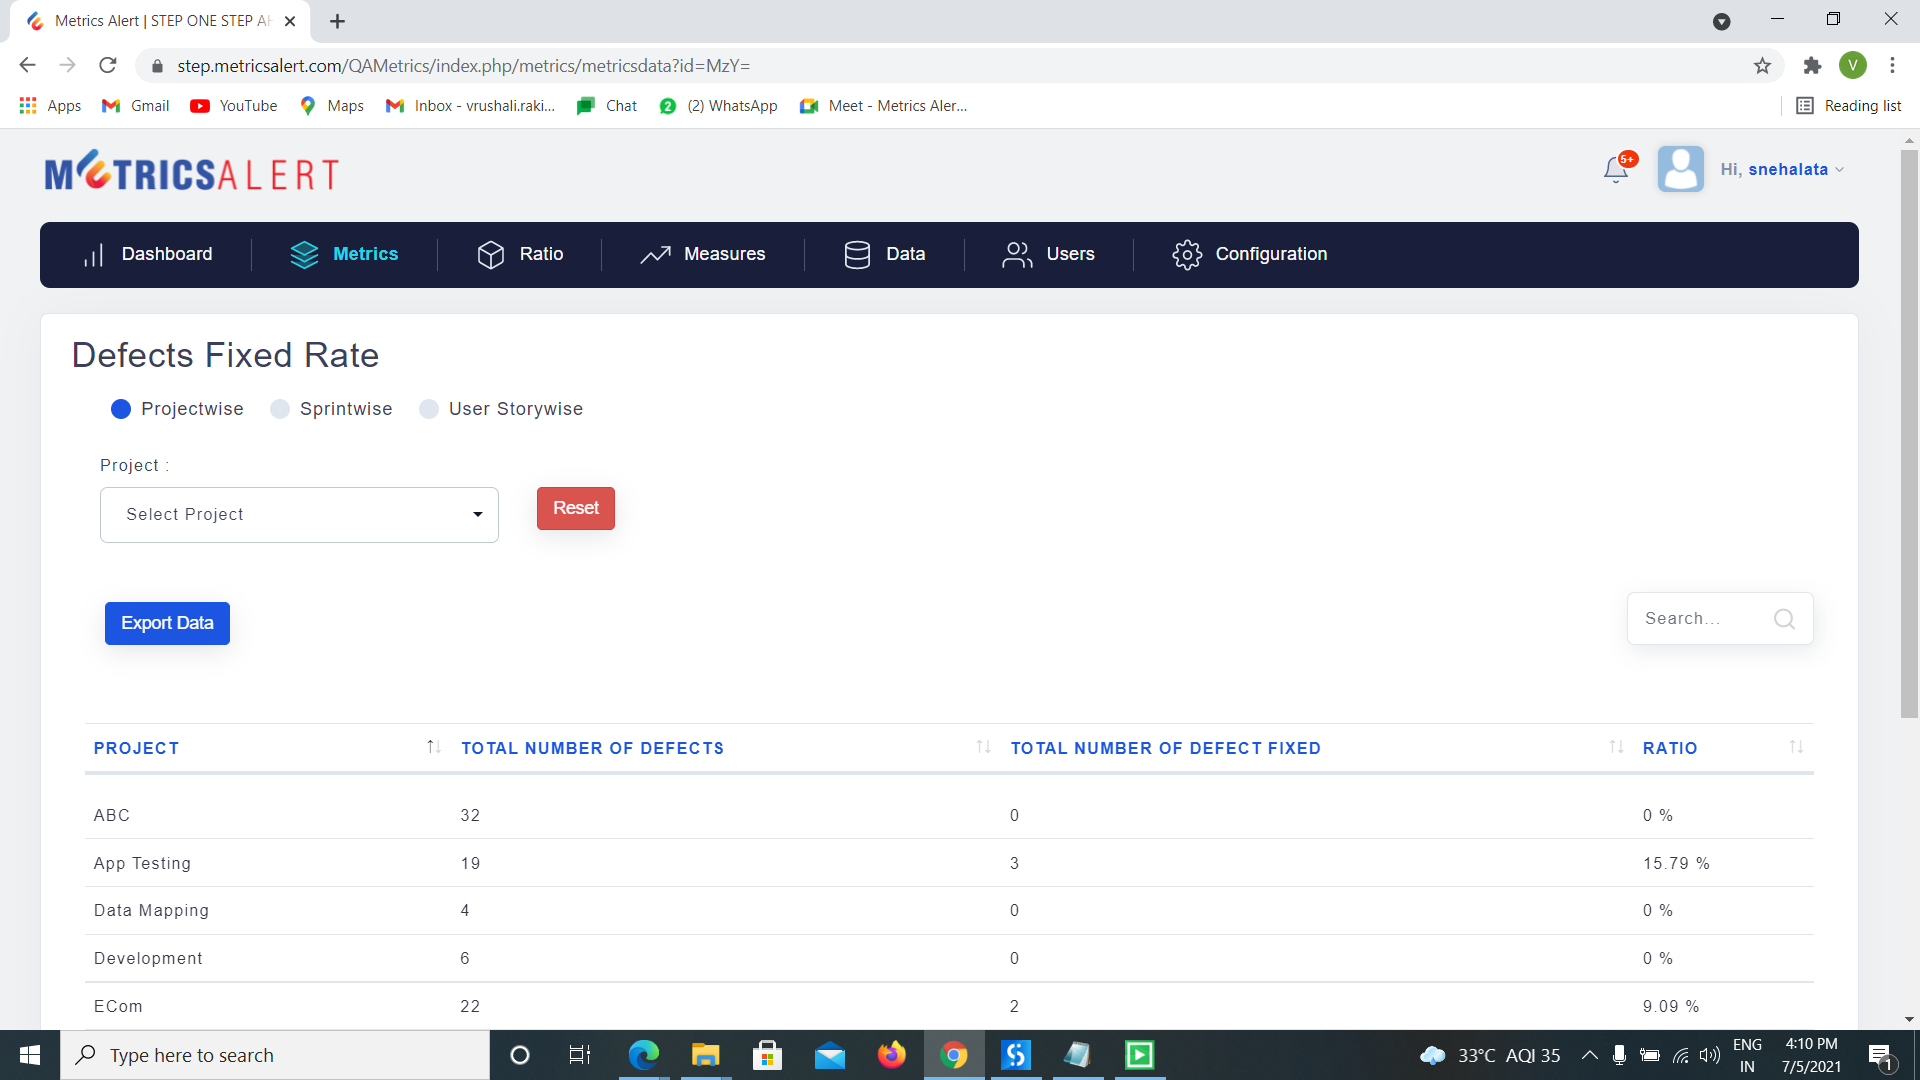 Metrics Alert | STEP ONE STEP AH
step.metricsalert.com/QAMetrics/index.php/metrics/metricsdata?id=MzY=
V
Apps Gmail YouTube Maps Inbox - vrushali.raki... Chat 2 (2) WhatsApp Meet - Metrics Aler... Reading list
METRICSALERT
5+
Hi, snehalata
Dashboard Metrics Ratio Measures Data Users Configuration
Defects Fixed Rate
Projectwise Sprintwise User Storywise
Project :
Select Project
Reset
Export Data
Search...
PROJECT TOTAL NUMBER OF DEFECTS TOTAL NUMBER OF DEFECT FIXED RATIO
ABC 32 0 0 %
App Testing 19 3 15.79 %
Data Mapping 4 0 0 %
Development 6 0 0 %
ECom 22 2 9.09 %
Type here to search
33°C AQI 35
ENG
IN
4:10 PM
7/5/2021
1